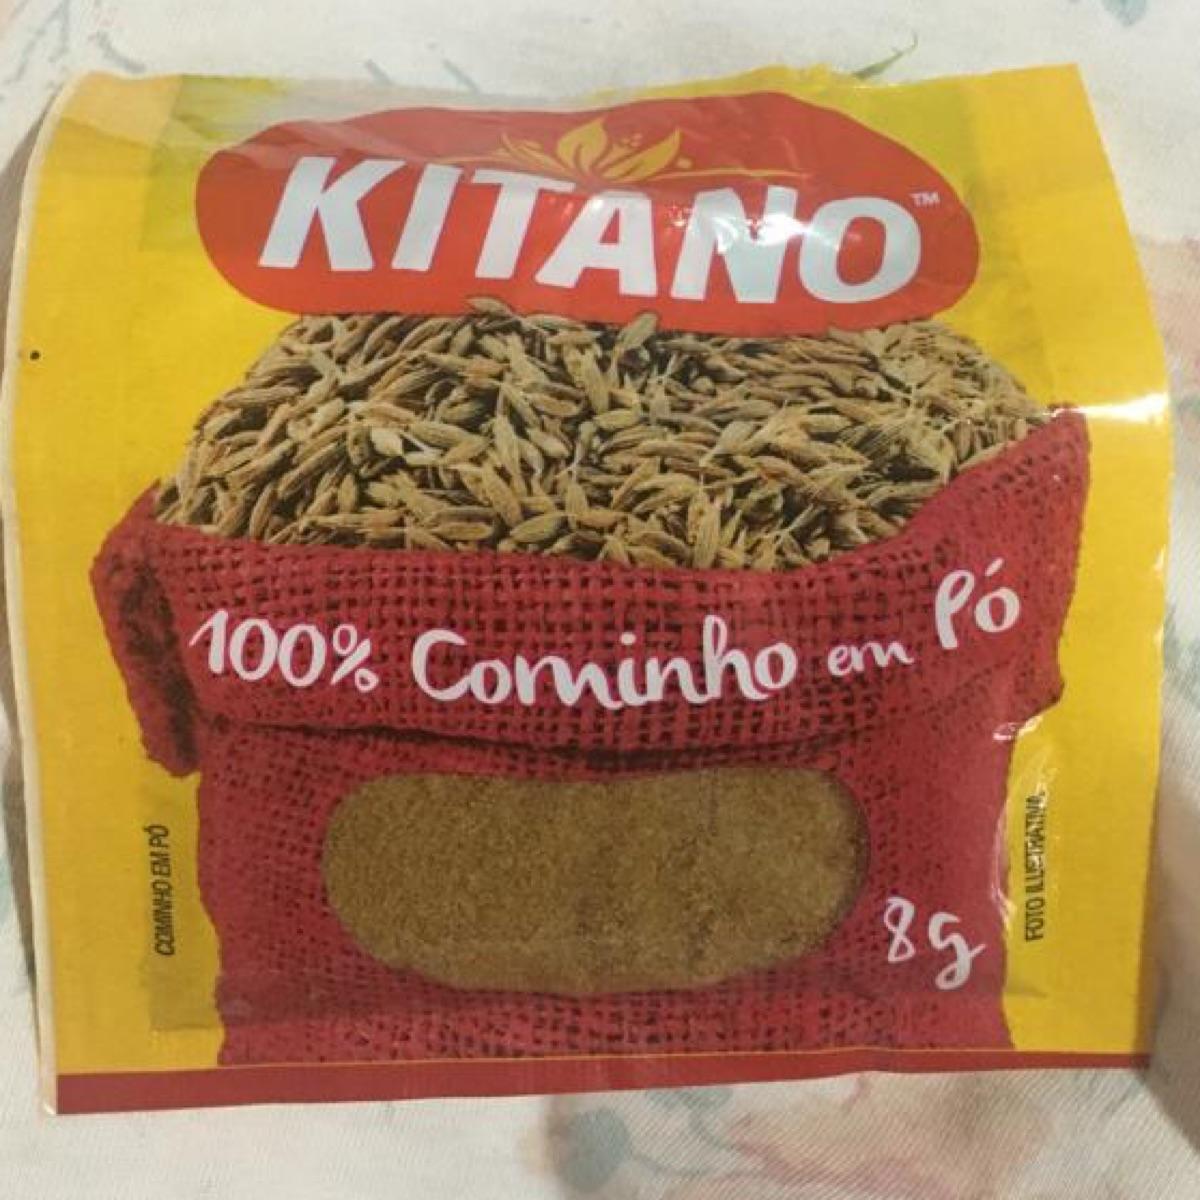 KITANO™
100% Cominho em Pó
COMINHO EM PÓ
8g
FOTO ILUSTRATIVA